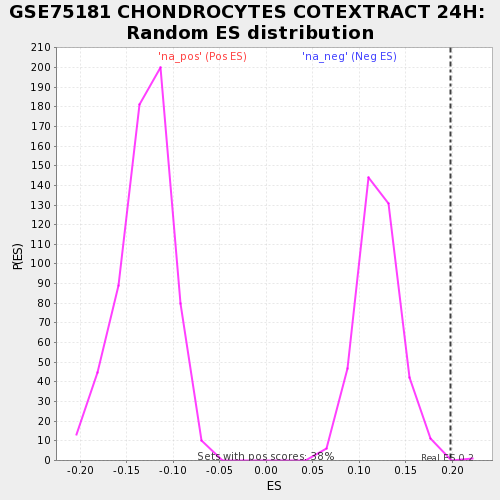 GSE75181 CHONDROCYTES COTEXTRACT 24H:
Random ES distribution
'na_pos' (Pos ES)
'na_neg' (Neg ES)
210
200
190
180
170
160
150
140
130
120
110
100
90
80
70
60
50
40
30
20
10
0
P(ES)
Sets with pos scores: 38%
Real ES 0.2
-0.20 -0.15 -0.10 -0.05 0.00 0.05 0.10 0.15 0.20
ES